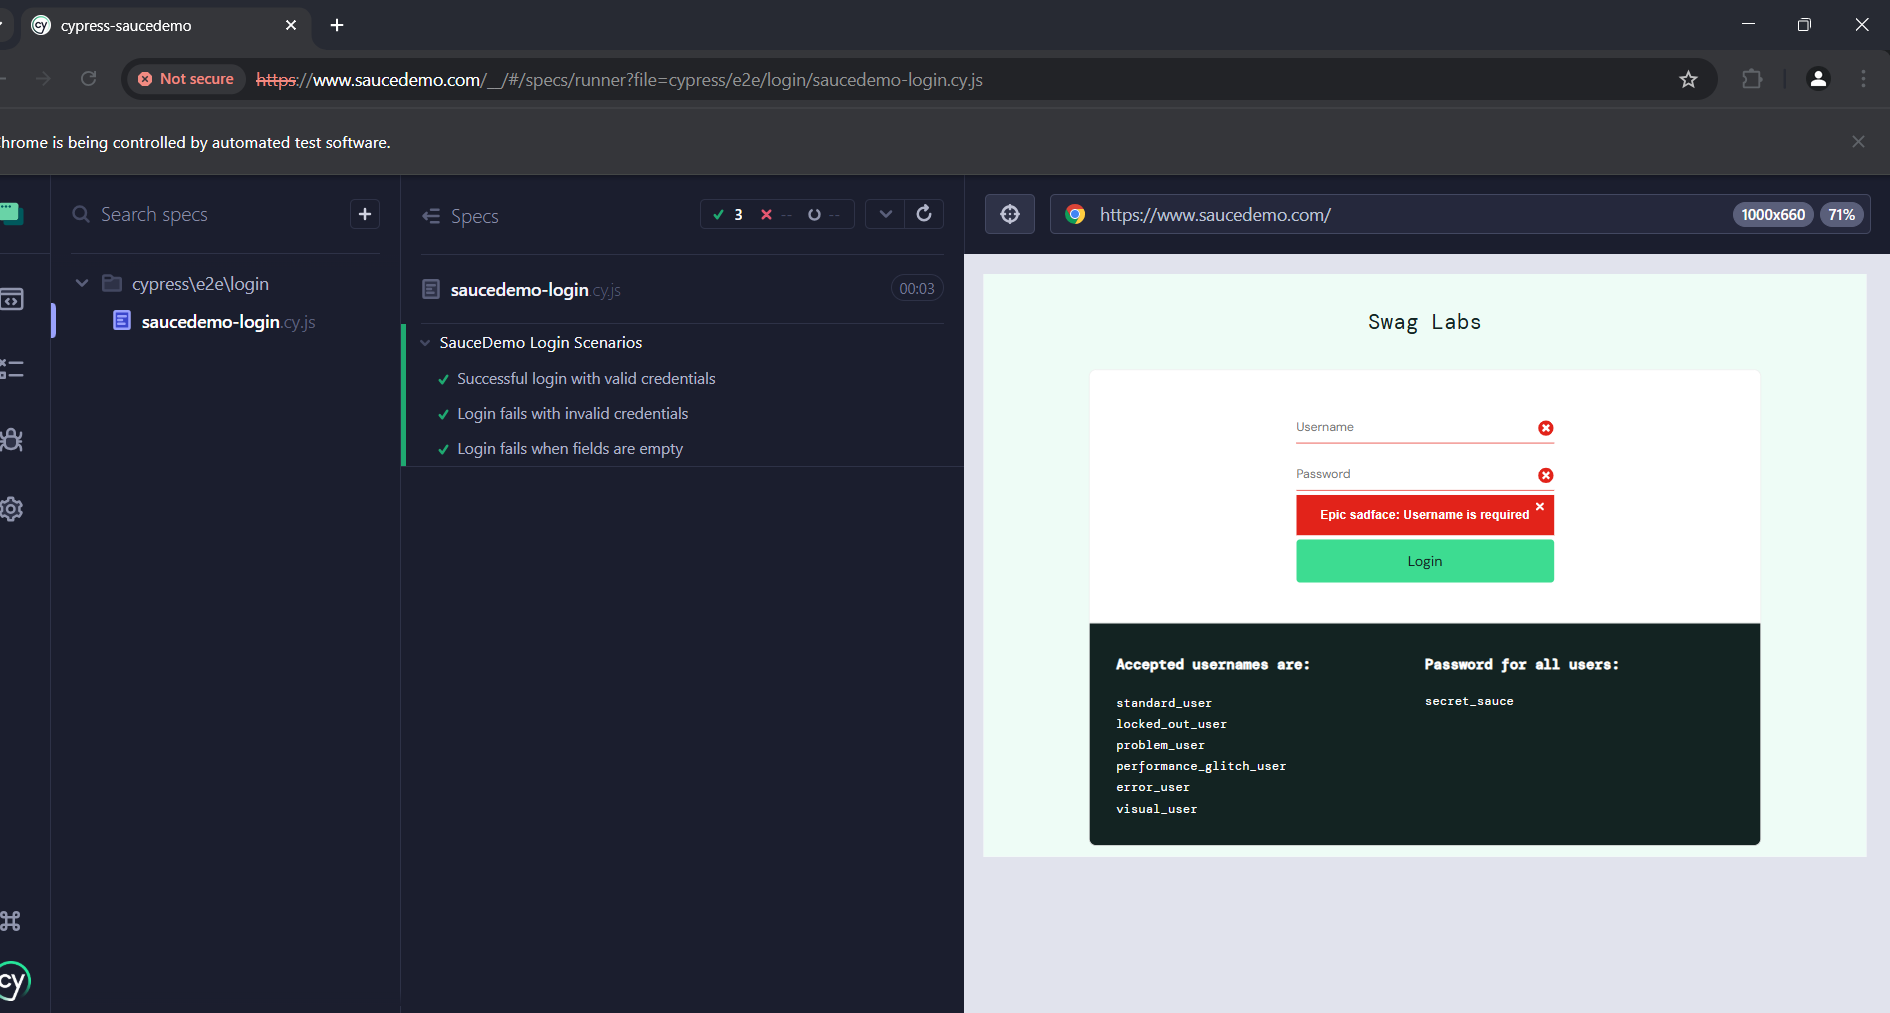 cypress-saucedemo
Not secure https://www.saucedemo.com/__/#/specs/runner?file=cypress/e2e/login/saucedemo-login.cy.js
hrome is being controlled by automated test software.
Search specs
cypress\e2e\login
saucedemo-login.cy.js
Specs
3 -- --
saucedemo-login.cy.js 00:03
SauceDemo Login Scenarios
Successful login with valid credentials
Login fails with invalid credentials
Login fails when fields are empty
https://www.saucedemo.com/ 1000x660 71%
Swag Labs
Username
Password
Epic sadface: Username is required
Login
Accepted usernames are:
standard_user
locked_out_user
problem_user
performance_glitch_user
error_user
visual_user
Password for all users:
secret_sauce
cy